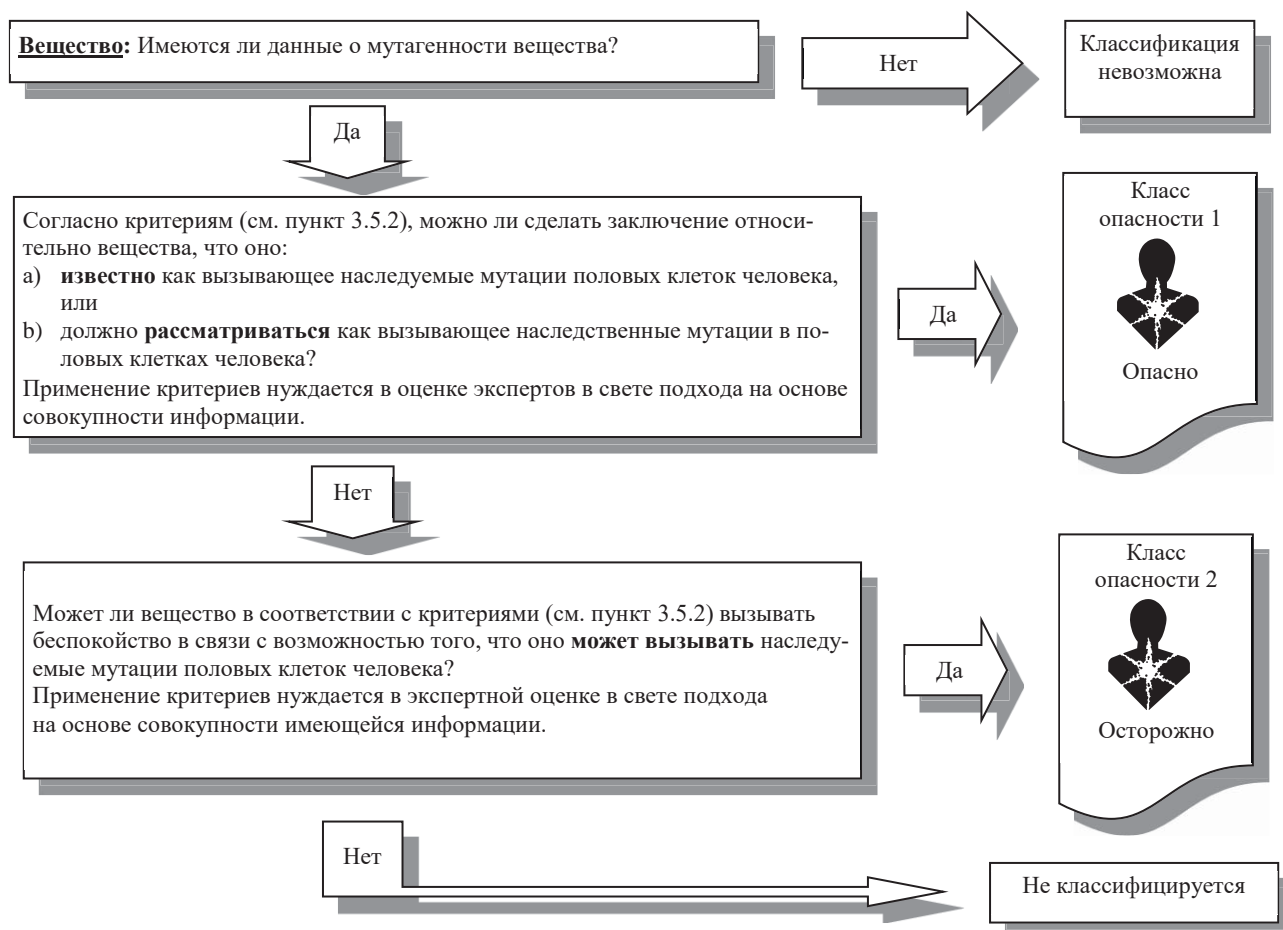 Вещество: Имеются ли данные о мутагенности вещества?
Нет
Классификация
невозможна
Да
Согласно критериям (см. пункт 3.5.2), можно ли сделать заключение относи-
тельно вещества, что оно:
a) известно как вызывающее наследуемые мутации половых клеток человека,
или
b) должно рассматриваться как вызывающее наследственные мутации в по-
ловых клетках человека?
Применение критериев нуждается в оценке экспертов в свете подхода на основе
совокупности информации.
Да
Класс
опасности 1
Опасно
Нет
Может ли вещество в соответствии с критериями (см. пункт 3.5.2) вызывать
беспокойство в связи с возможностью того, что оно может вызывать наследу-
емые мутации половых клеток человека?
Применение критериев нуждается в экспертной оценке в свете подхода
на основе совокупности имеющейся информации.
Да
Класс
опасности 2
Осторожно
Нет
Не классифицируется